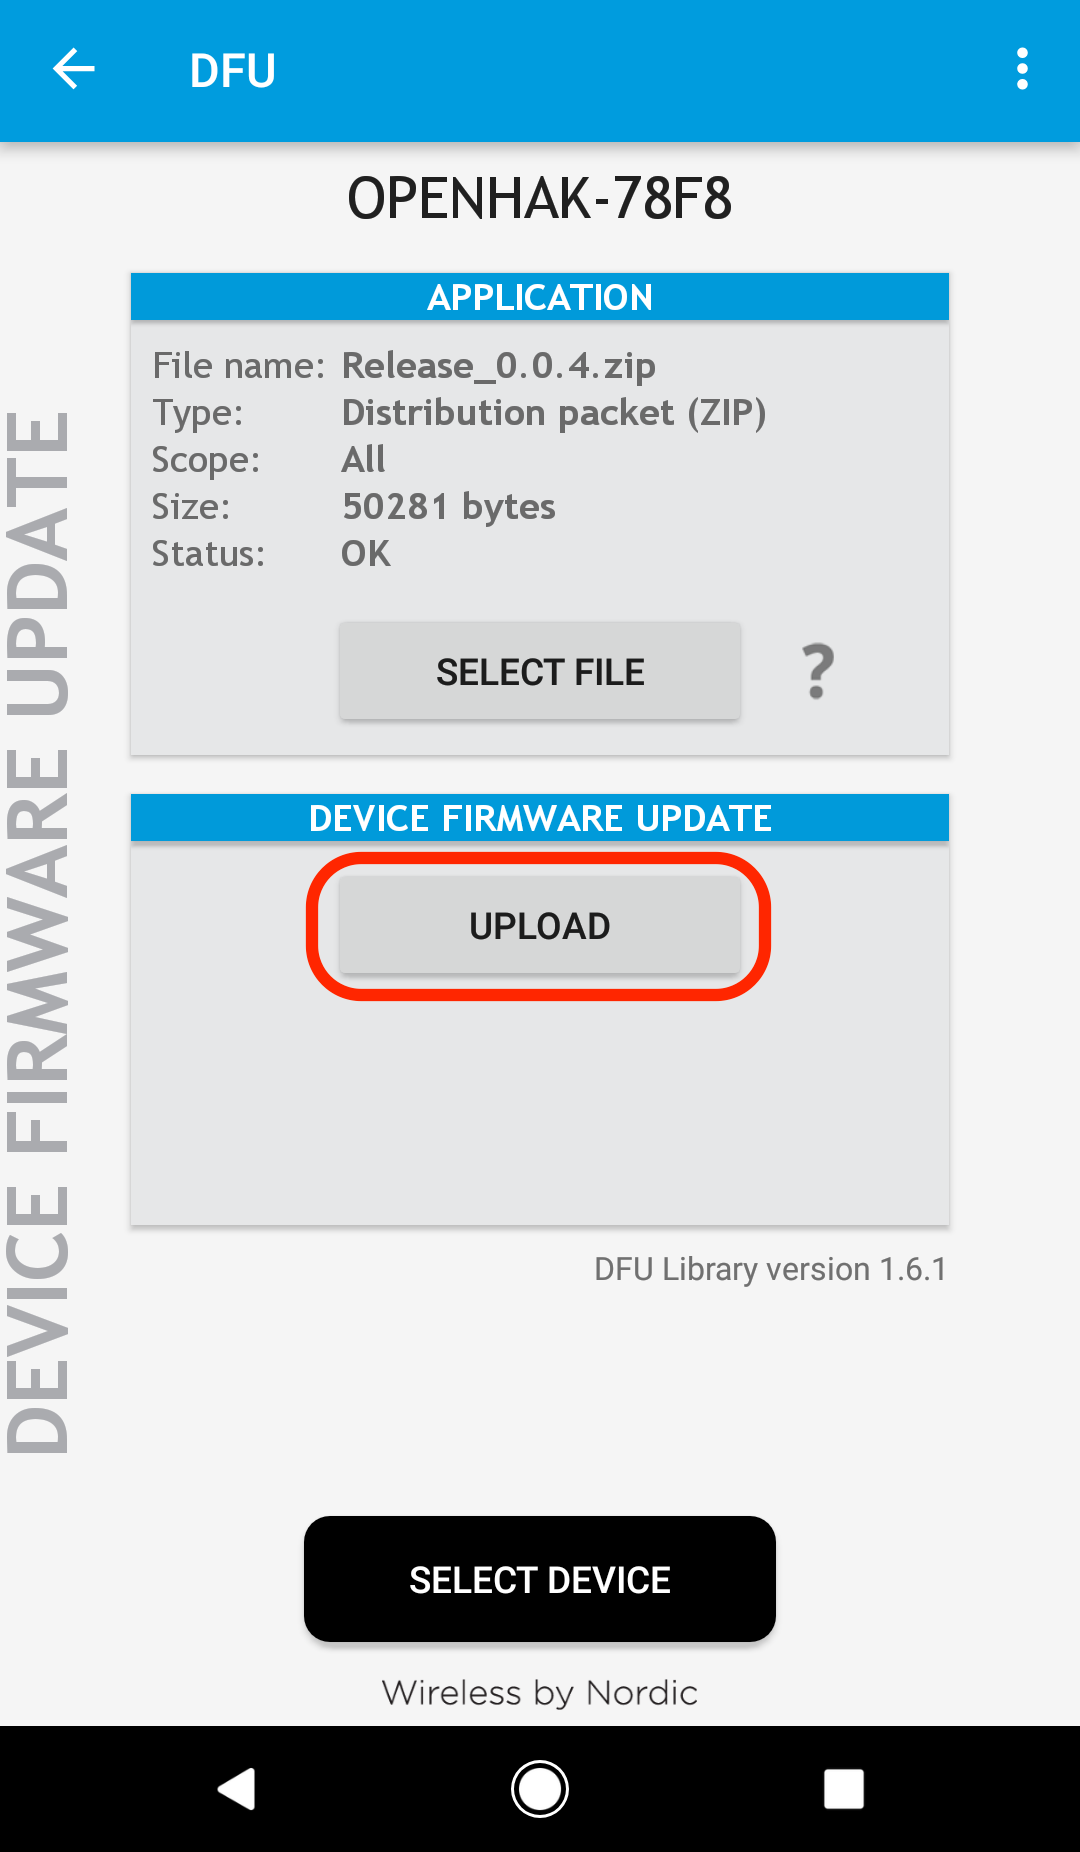 DFU
OPENHAK-78F8
APPLICATION
File name: Release_0.0.4.zip
Type: Distribution packet (ZIP)
Scope: All
Size: 50281 bytes
Status: OK
SELECT FILE ?
DEVICE FIRMWARE UPDATE
UPLOAD
DFU Library version 1.6.1
DEVICE FIRMWARE UPDATE
SELECT DEVICE
Wireless by Nordic